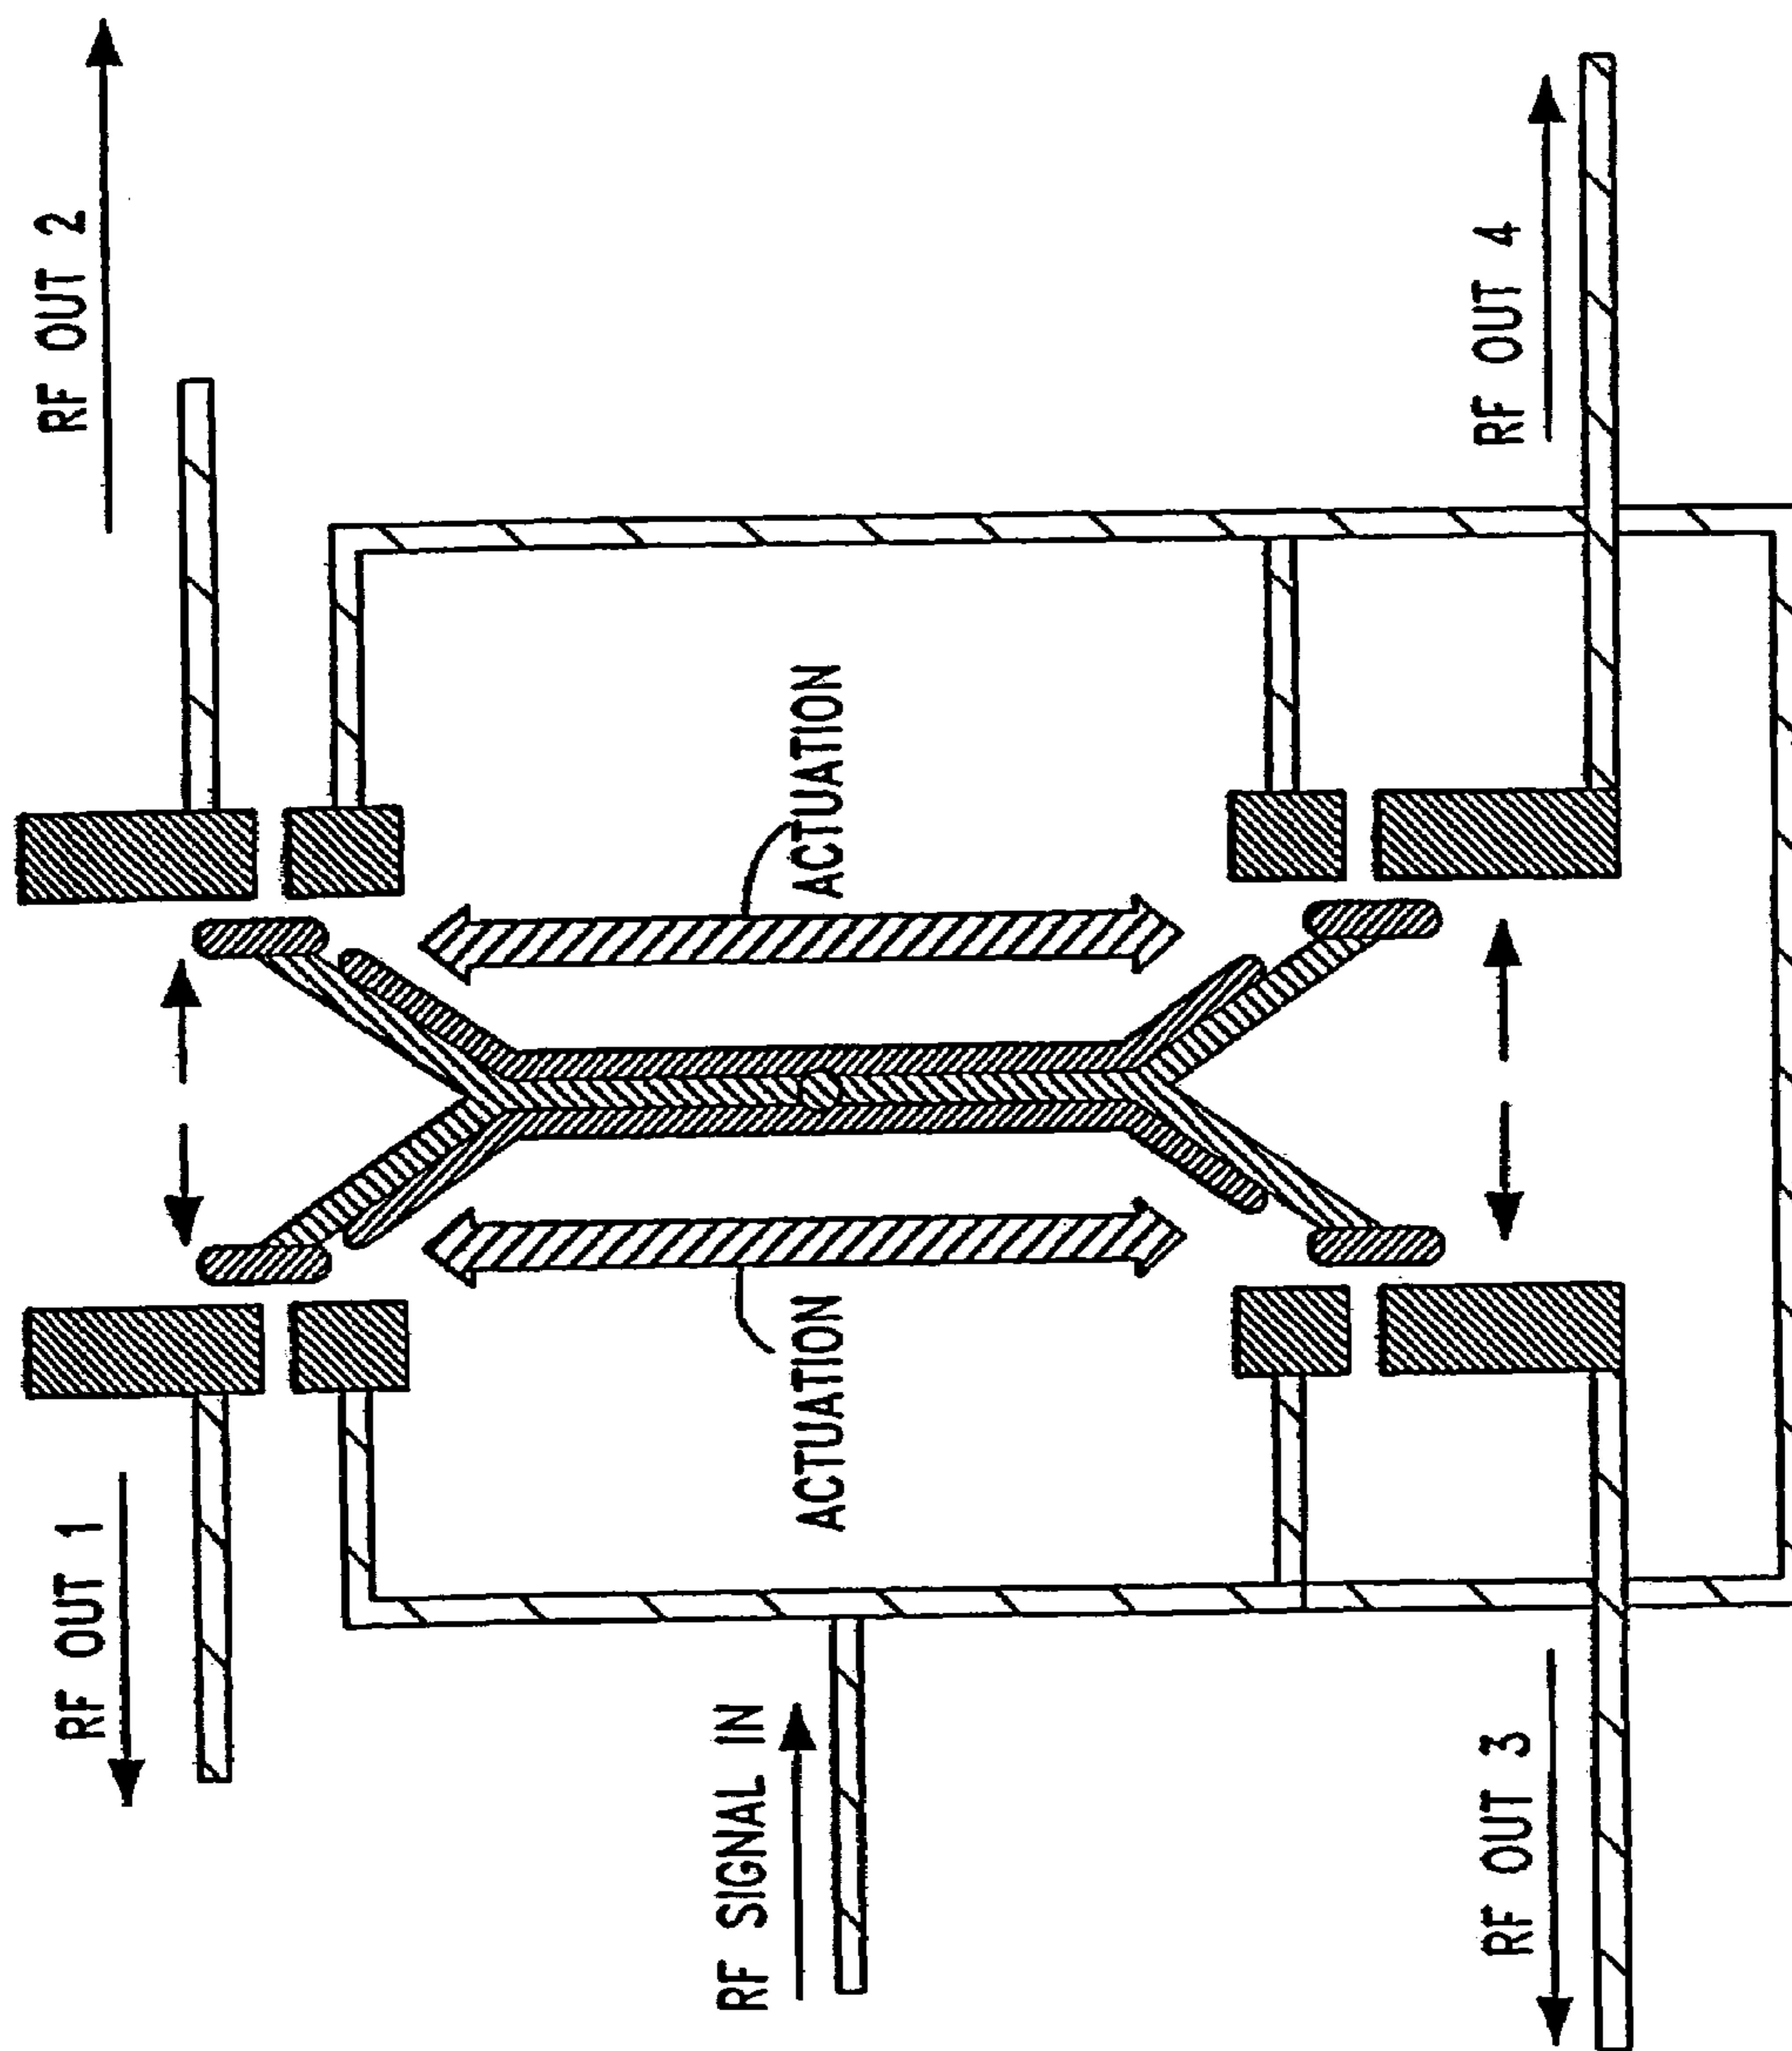 RF OUT 1
RF OUT 2
ACTUATION
ACTUATION
RF SIGNAL IN
RF OUT 3
RF OUT 4